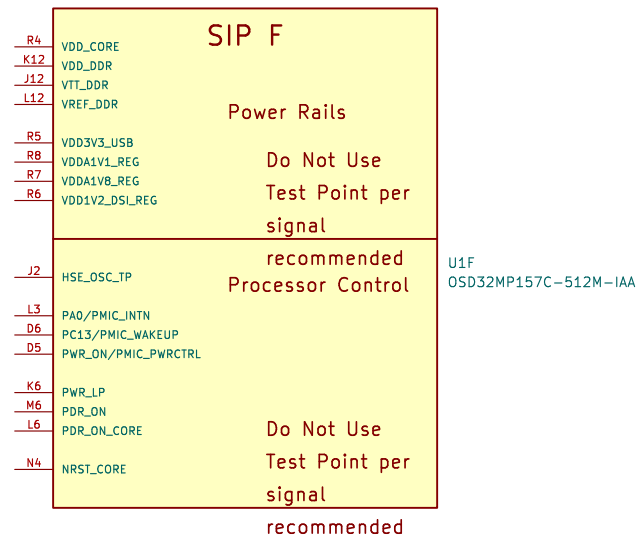 SIP F
R4 VDD_CORE
K12 VDD_DDR
J12 VTT_DDR
L12 VREF_DDR
Power Rails
R5 VDD3V3_USB
R8 VDDA1V1_REG
R7 VDDA1V8_REG
R6 VDD1V2_DSI_REG
Do Not Use
Test Point per
signal
recommended
Processor Control
U1F
OSD32MP157C-512M-IAA
J2 HSE_OSC_TP
L3 PA0/PMIC_INTN
D6 PC13/PMIC_WAKEUP
D5 PWR_ON/PMIC_PWRCTRL
K6 PWR_LP
M6 PDR_ON
L6 PDR_ON_CORE
N4 NRST_CORE
Do Not Use
Test Point per
signal
recommended